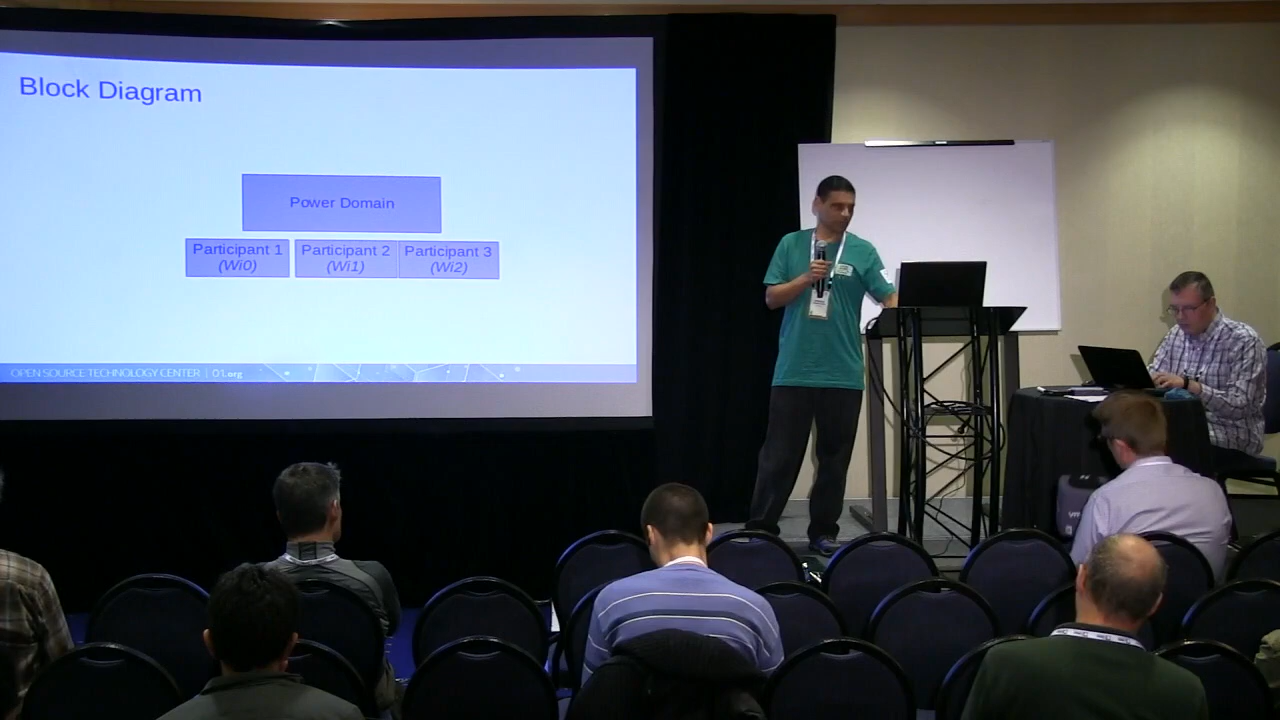 Block Diagram
Power Domain
Participant 1
(Wi0)
Participant 2
(Wi1)
Participant 3
(Wi2)
OPEN SOURCE TECHNOLOGY CENTER | 01.org